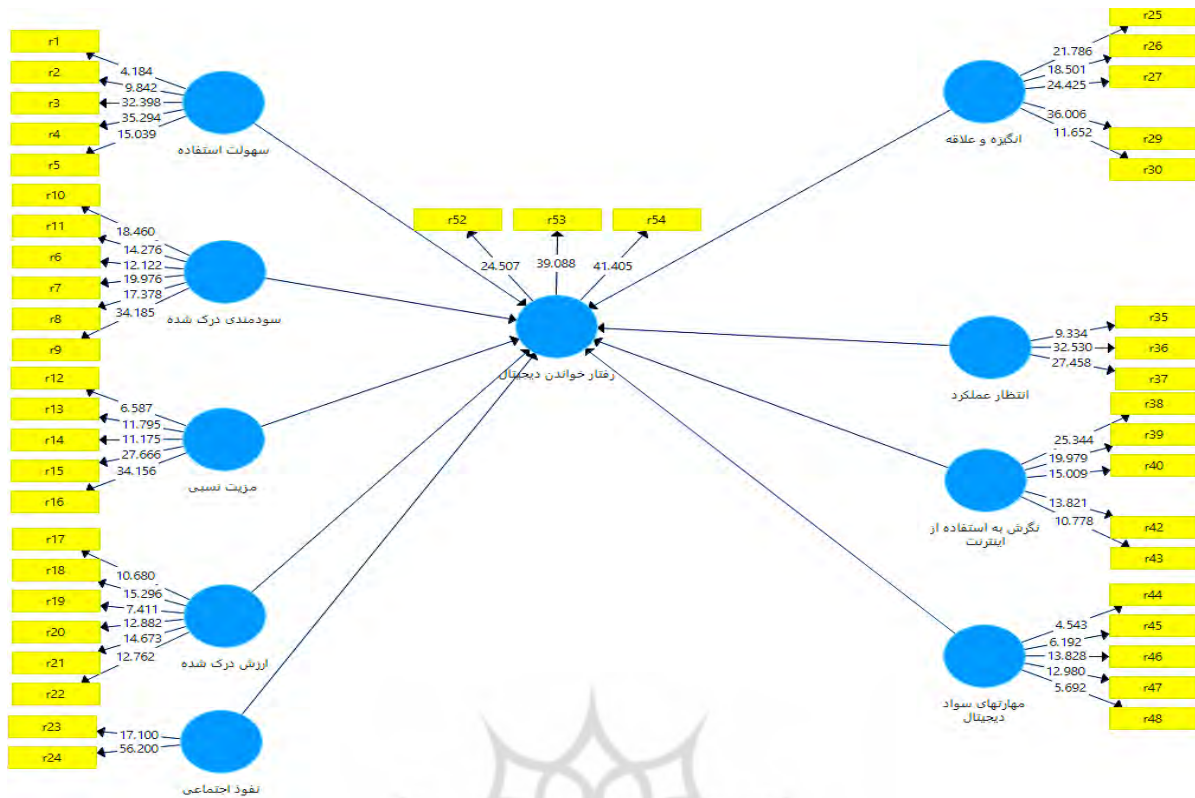 r1
r2
r3
r4
r5
4.184
9.842
32.398
35.294
15.039
سهولت استفاده
r10
r11
r6
r7
r8
r9
18.460
14.276
12.122
19.976
17.378
34.185
سودمندی درک شده
r12
r13
r14
r15
r16
6.587
11.795
11.175
27.666
34.156
مزیت نسبی
r17
r18
r19
r20
r21
r22
10.680
15.296
7.411
12.882
14.673
12.762
ارزش درک شده
r23
r24
17.100
56.200
نفوذ اجتماعی
r52
r53
r54
24.507
39.088
41.405
رفتار خواندن دیجیتال
r25
r26
r27
r29
r30
21.786
18.501
24.425
36.006
11.652
انگیزه و علاقه
r35
r36
r37
9.334
32.530
27.458
انتظار عملکرد
r38
r39
r40
r42
r43
25.344
19.979
15.009
13.821
10.778
نگرش به استفاده از
اینترنت
r44
r45
r46
r47
r48
4.543
6.192
13.828
12.980
5.692
مهارتهای سواد
دیجیتال